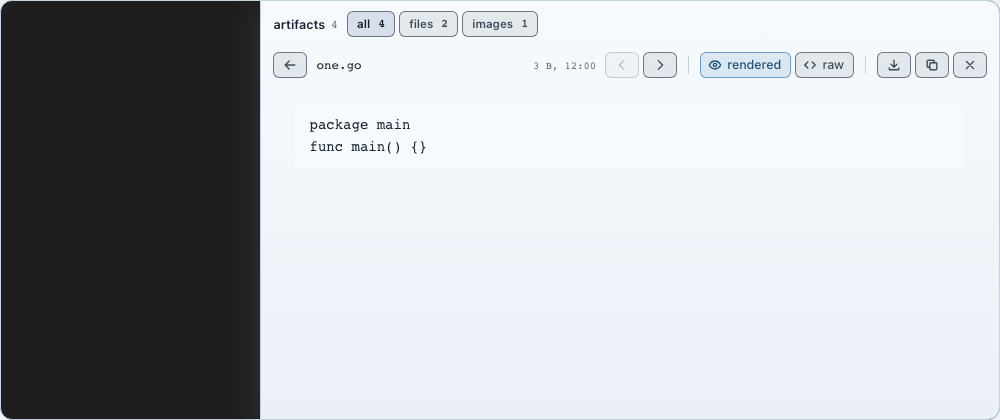 artifacts 4 all 4 files 2 images 1
one.go 3 B, 12:00 rendered raw
package main
func main() {}